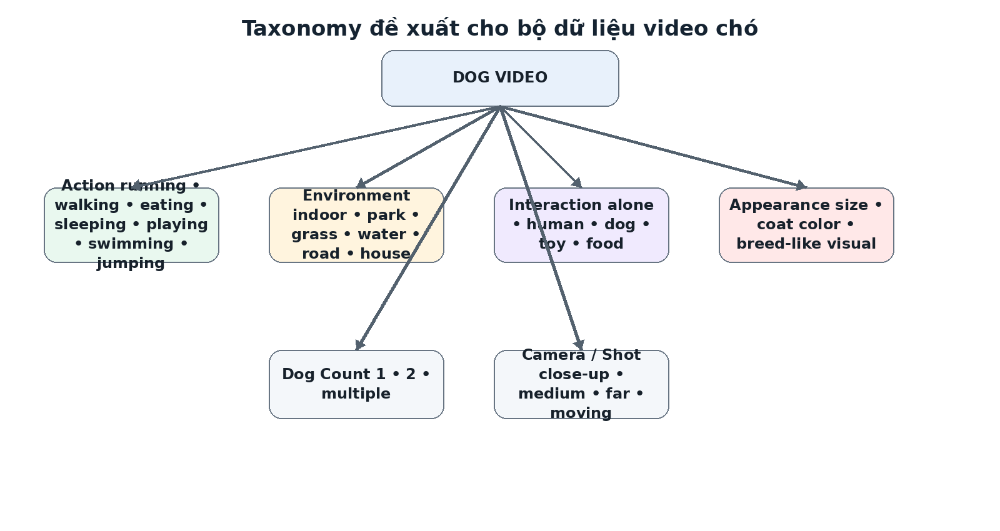 Taxonomy đề xuất cho bộ dữ liệu video chó
DOG VIDEO
Action running •
walking • eating •
sleeping • playing
• swimming •
jumping
Environment
indoor • park •
grass • water •
road • house
Interaction alone
• human • dog •
toy • food
Appearance size •
coat color •
breed-like visual
Dog Count 1 • 2 •
multiple
Camera / Shot
close-up •
medium • far •
moving